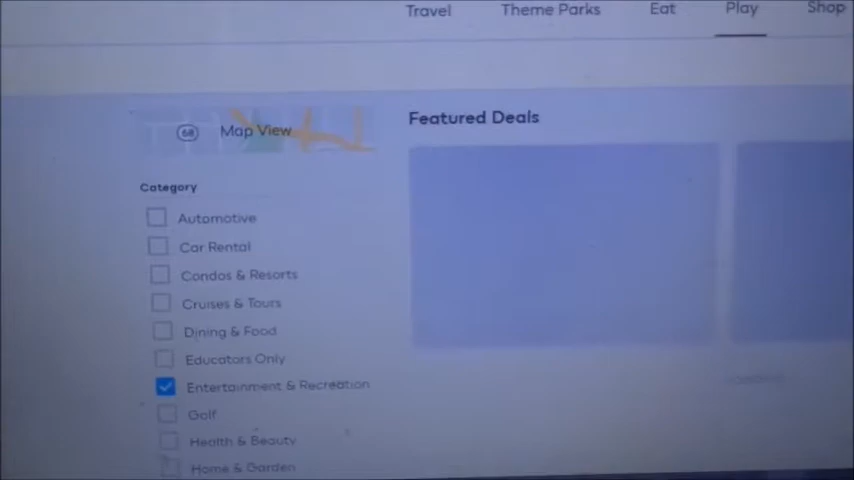 Travel Theme Parks Eat Play Shop
68 Map View
Featured Deals
Category
Automotive
Car Rental
Condos & Resorts
Cruises & Tours
Dining & Food
Educators Only
Entertainment & Recreation
Golf
Health & Beauty
Home & Garden